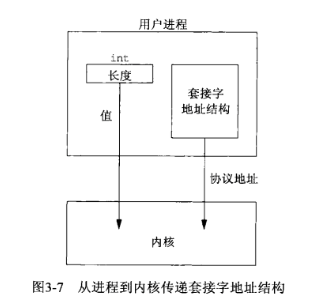 用户进程
int
长度
套接字
地址结构
值
协议地址
内核
图3-7 从进程到内核传递套接字地址结构